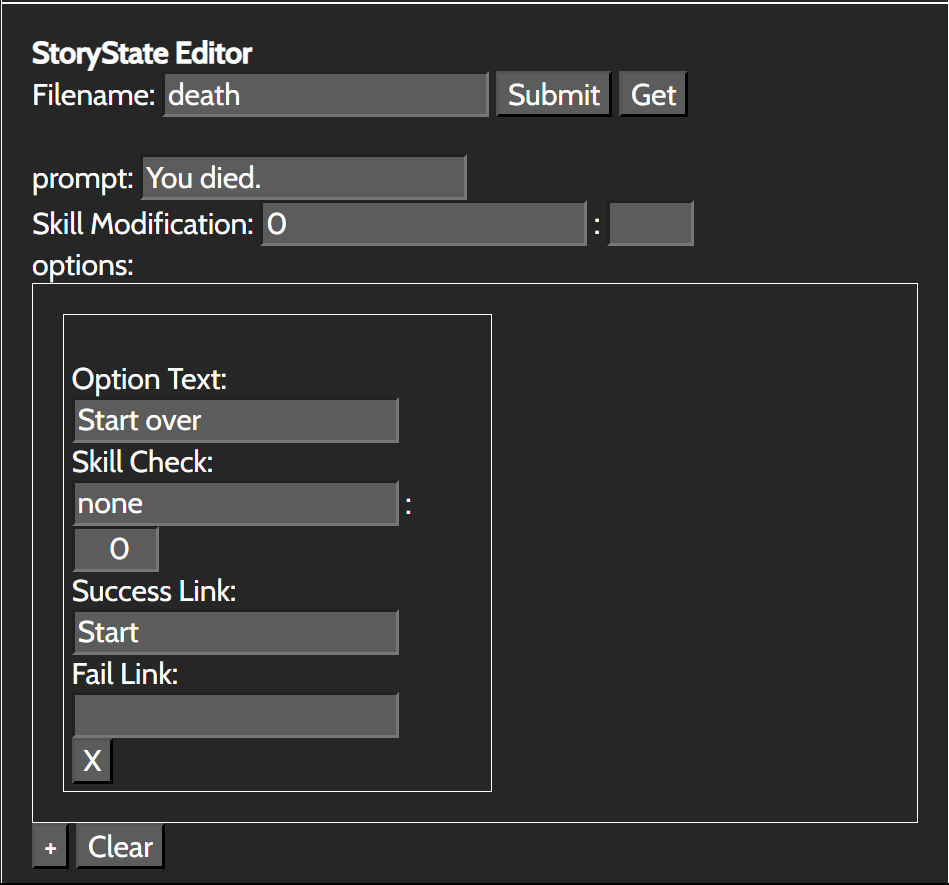 StoryState Editor
Filename: death Submit Get
prompt: You died.
Skill Modification: 0 :
options:
Option Text:
Start over
Skill Check:
none :
0
Success Link:
Start
Fail Link:
X
+ Clear